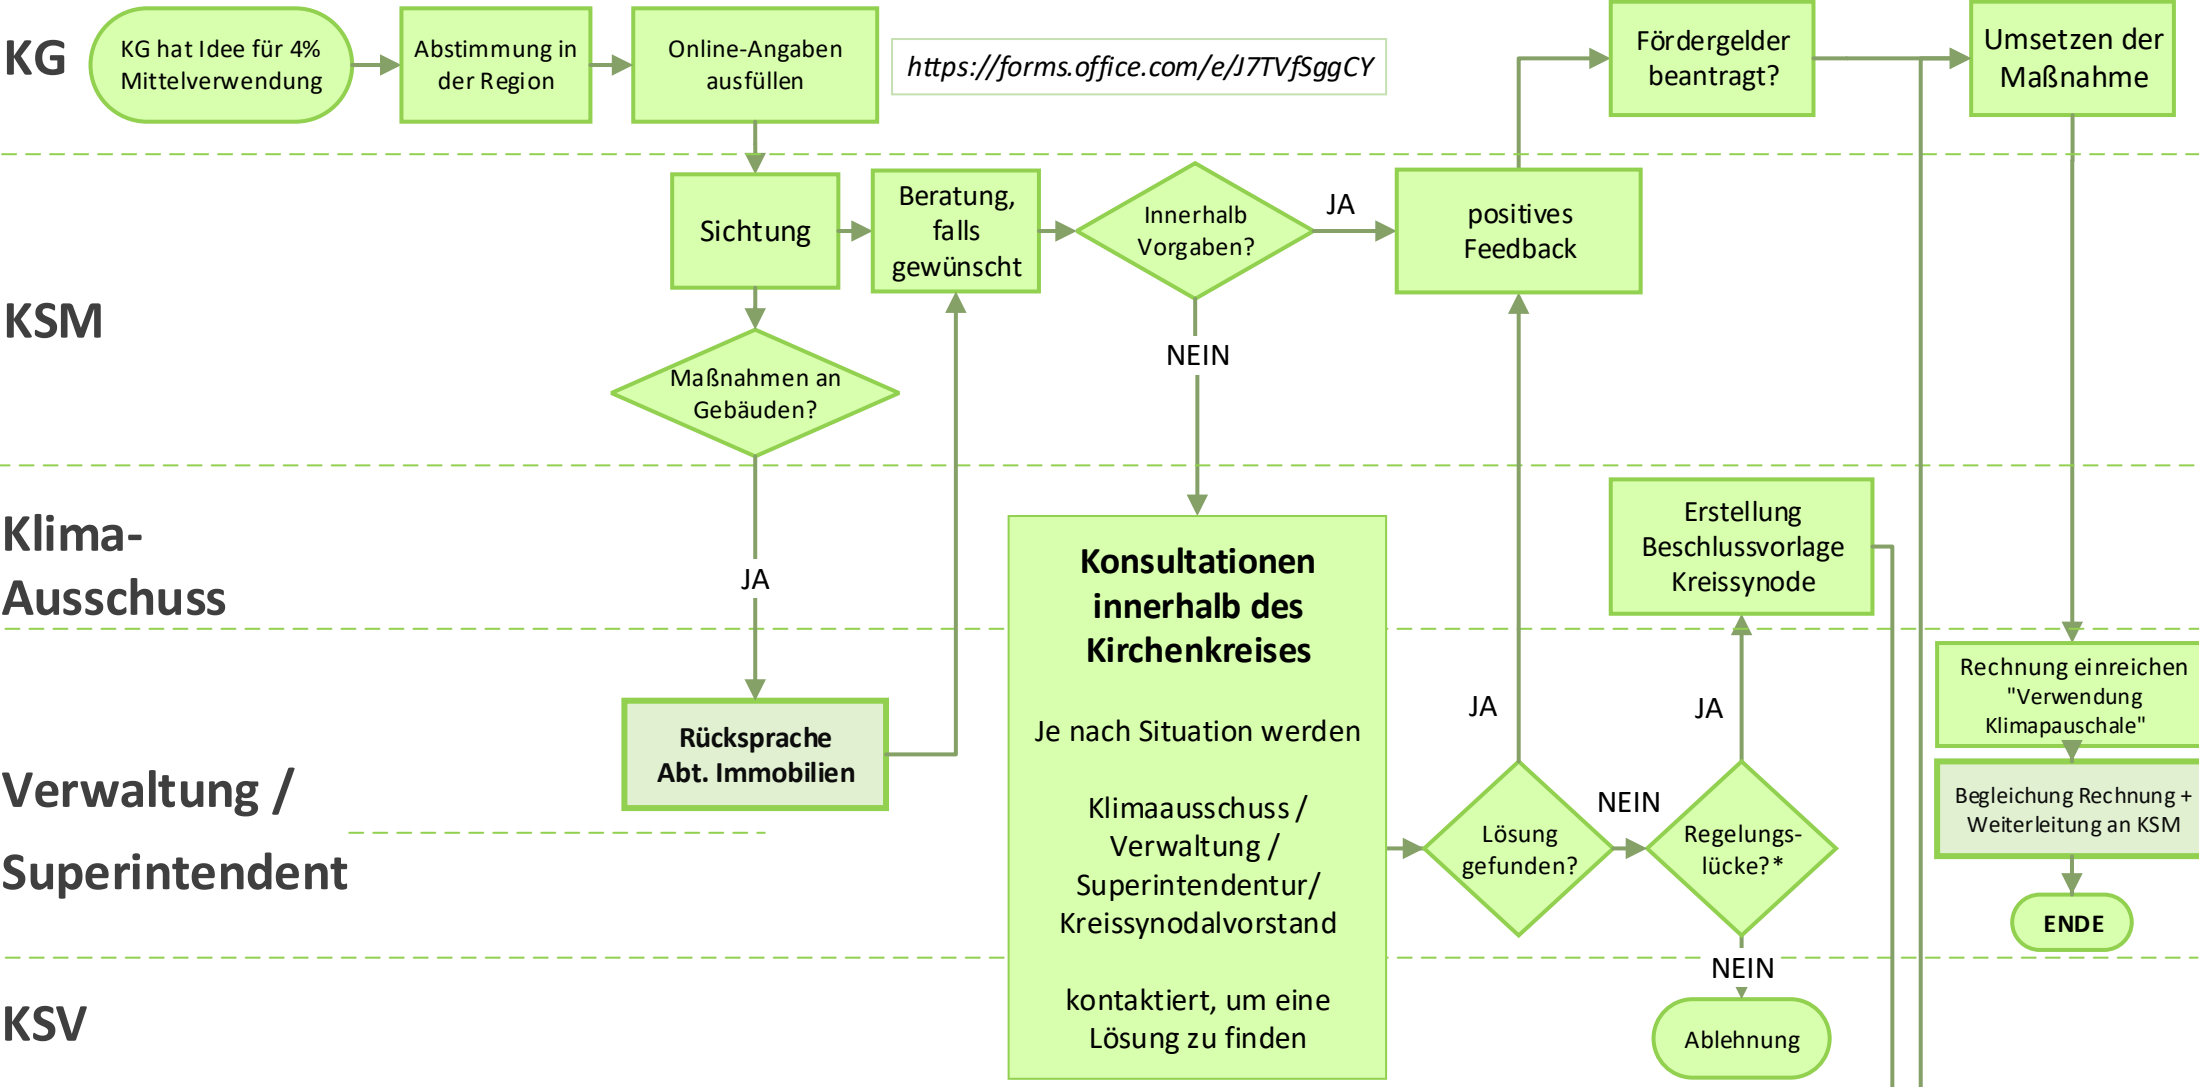 KG
KG hat Idee für 4%
Mittelverwendung
Abstimmung in
der Region
Online-Angaben
ausfüllen
https://forms.office.com/e/J7TVfSggCY
Fördergelder
beantragt?
Umsetzen der
Maßnahme
KSM
Sichtung
Beratung,
falls
gewünscht
Innerhalb
Vorgaben?
JA
positives
Feedback
NEIN
Maßnahmen an
Gebäuden?
JA
Klima-
Ausschuss
Konsultationen
innerhalb des
Kirchenkreises
Je nach Situation werden
Klimaausschuss /
Verwaltung /
Superintendentur/
Kreissynodalvorstand
kontaktiert, um eine
Lösung zu finden
Erstellung
Beschlussvorlage
Kreissynode
Verwaltung /
Superintendent
Rücksprache
Abt. Immobilien
JA
Lösung
gefunden?
NEIN
JA
Regelungs-
lücke?*
NEIN
Rechnung einreichen
"Verwendung
Klimapauschale"
Begleichung Rechnung +
Weiterleitung an KSM
ENDE
KSV
Ablehnung